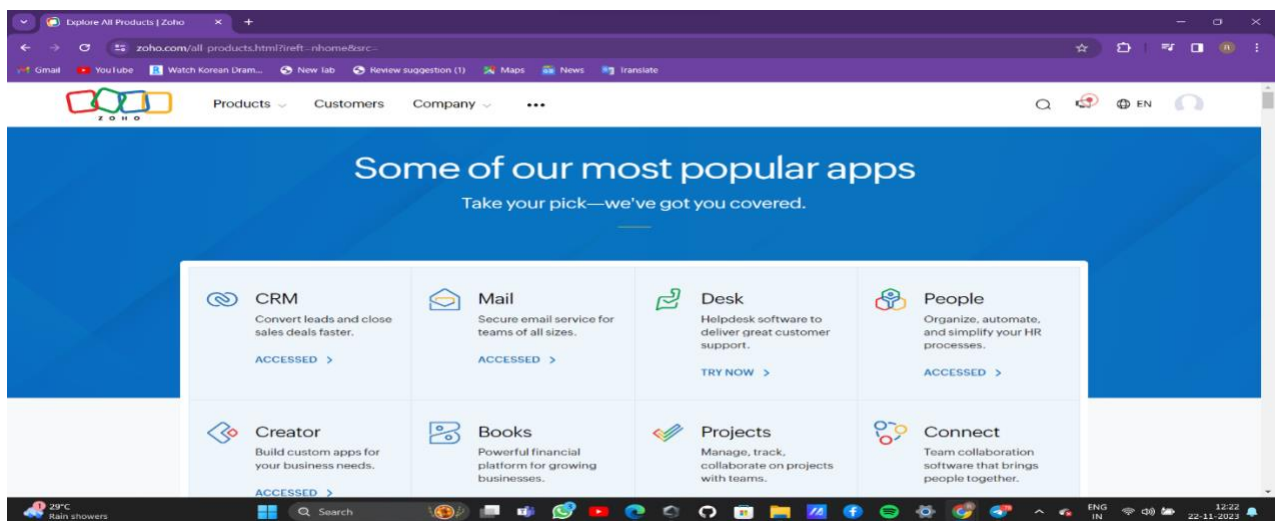 Explore All Products | Zoho
zoho.com/all-products.html?ireft=nhome&src=
Gmail YouTube Watch Korean Dram... New Tab Review suggestion (1) Maps News Translate
ZOHO Products Customers Company ••• EN
Some of our most popular apps
Take your pick—we've got you covered.
CRM
Convert leads and close
sales deals faster.
ACCESSED >
Mail
Secure email service for
teams of all sizes.
ACCESSED >
Desk
Helpdesk software to
deliver great customer
support.
TRY NOW >
People
Organize, automate,
and simplify your HR
processes.
ACCESSED >
Creator
Build custom apps for
your business needs.
ACCESSED >
Books
Powerful financial
platform for growing
businesses.
Projects
Manage, track,
collaborate on projects
with teams.
Connect
Team collaboration
software that brings
people together.
29°C
Rain showers
Search
ENG
IN
12:22
22-11-2023